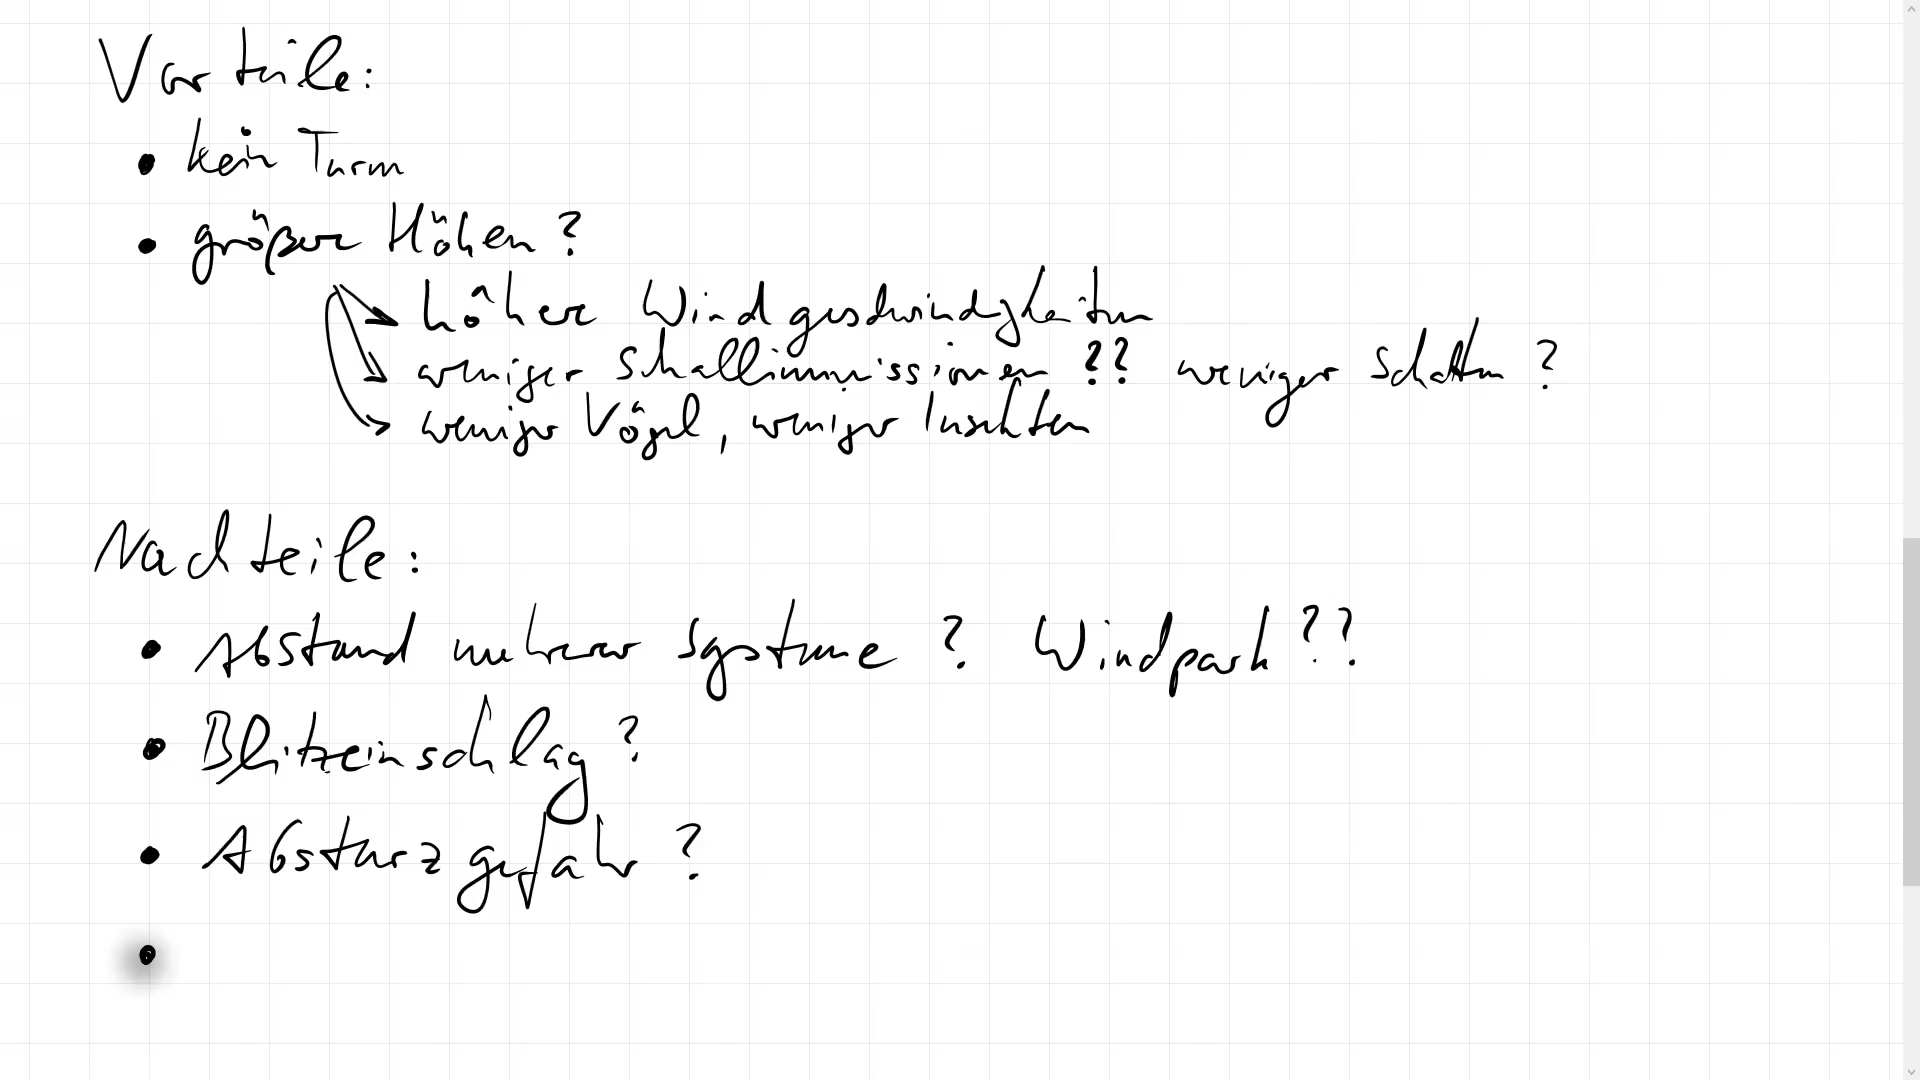 Vorteile:
• kein Turm
• größere Höhen ?
höhere Windgeschwindigkeiten
weniger Schallimmissionen ?? weniger Schatten ?
weniger Vögel, weniger Insekten
Nachteile:
• Abstand mehrerer Systeme ? Windpark ??
• Blitzeinschlag ?
• Absturzgefahr ?
•